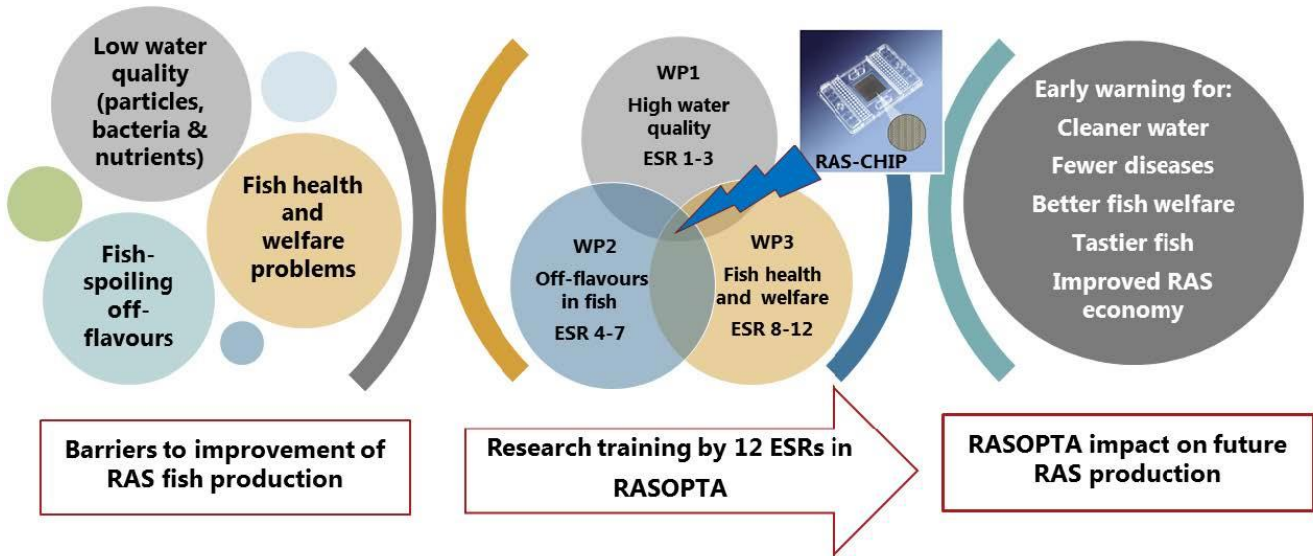 Low water
quality
(particles,
bacteria &
nutrients)
Fish health
and
welfare
problems
Fish-
spoiling
off-
flavours
Barriers to improvement of
RAS fish production
WP1
High water
quality
ESR 1-3
RAS-CHIP
WP2
Off-flavours
in fish
ESR 4-7
WP3
Fish health
and welfare
ESR 8-12
Research training by 12 ESRs in
RASOPTA
Early warning for:
Cleaner water
Fewer diseases
Better fish welfare
Tastier fish
Improved RAS
economy
RASOPTA impact on future
RAS production